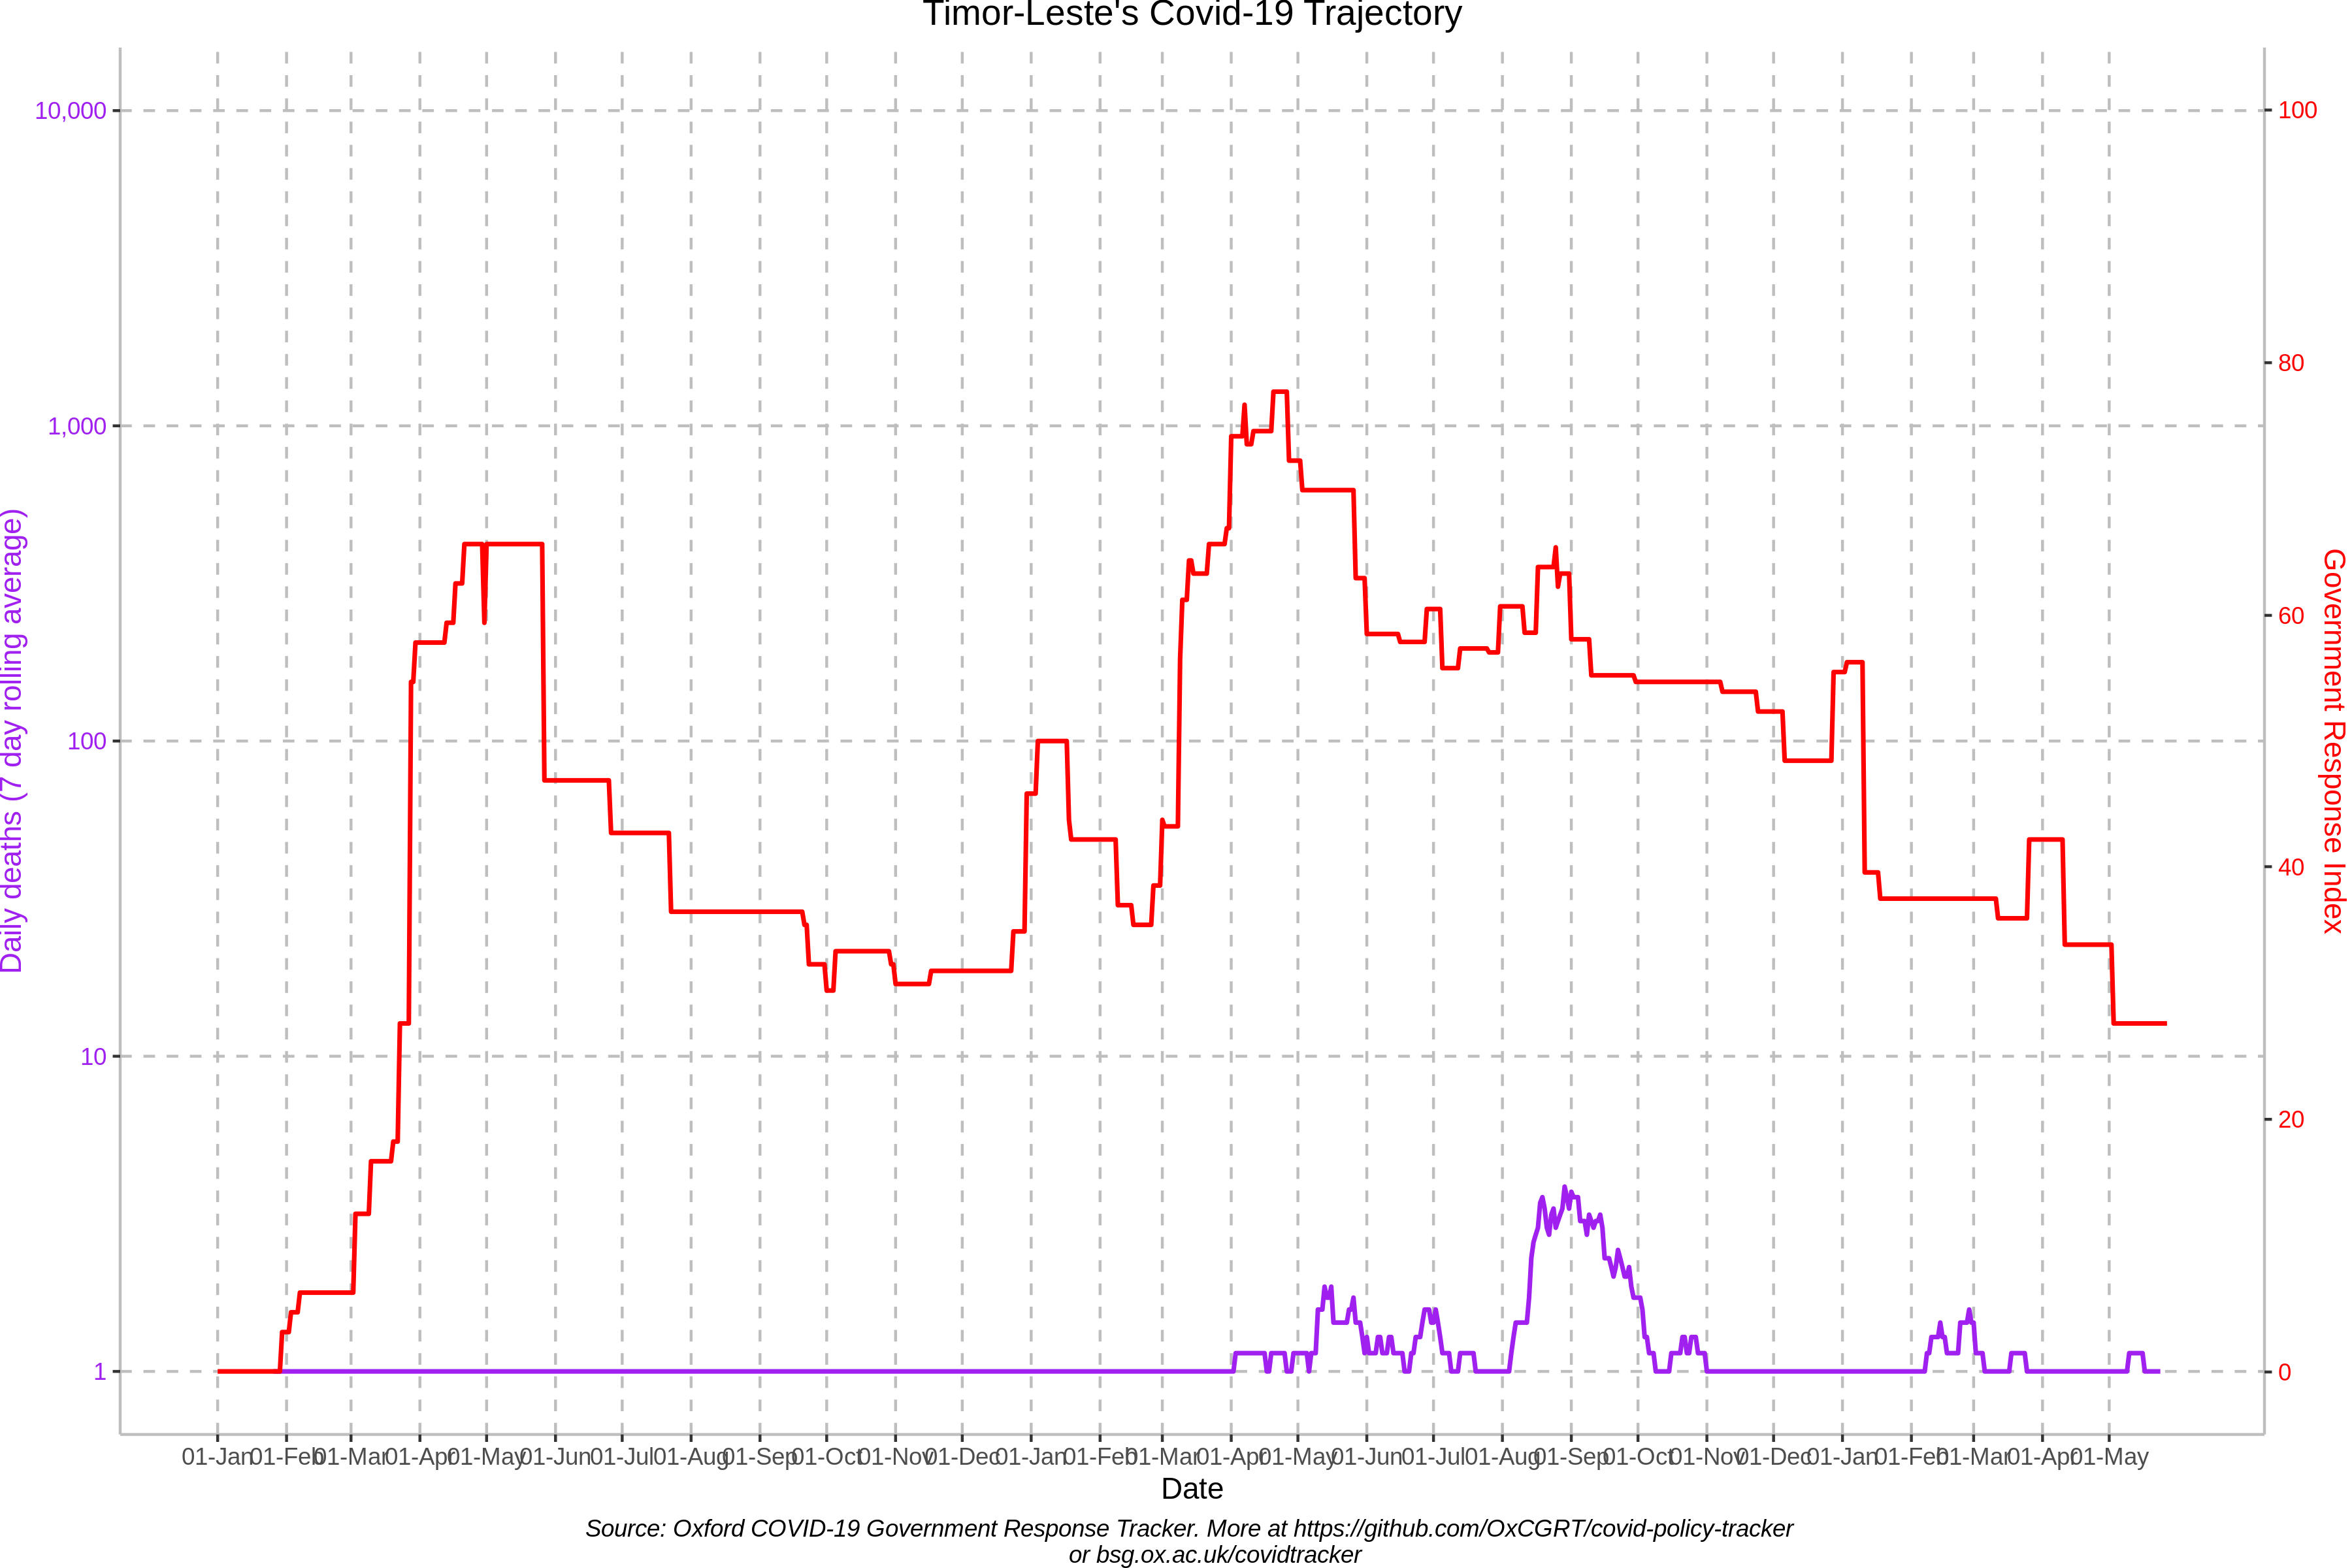 Timor-Leste's Covid-19 Trajectory
10,000
1,000
100
10
1
Daily deaths (7 day rolling average)
100
80
60
40
20
0
Government Response Index
01-Jan 01-Feb 01-Mar 01-Apr 01-May 01-Jun 01-Jul 01-Aug 01-Sep 01-Oct 01-Nov 01-Dec 01-Jan 01-Feb 01-Mar 01-Apr 01-May 01-Jun 01-Jul 01-Aug 01-Sep 01-Oct 01-Nov 01-Dec 01-Jan 01-Feb 01-Mar 01-Apr 01-May
Date
Source: Oxford COVID-19 Government Response Tracker. More at https://github.com/OxCGRT/covid-policy-tracker
or bsg.ox.ac.uk/covidtracker